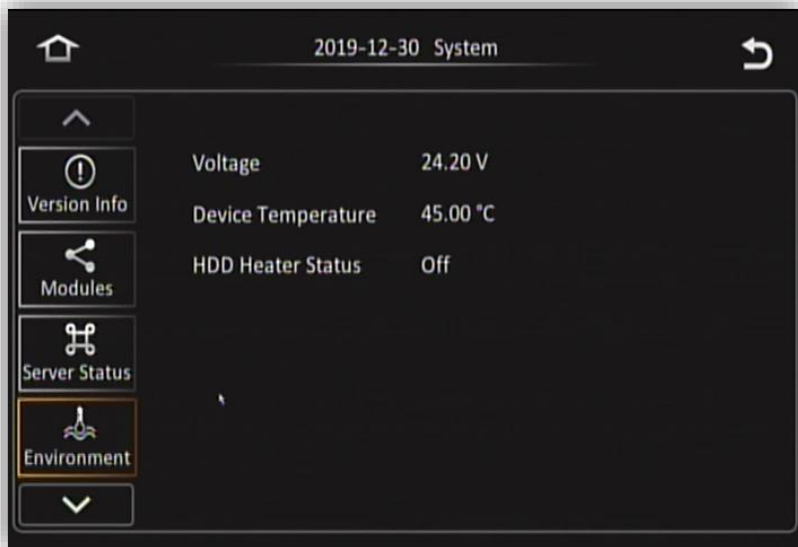 2019-12-30 System
Version Info
Modules
Server Status
Environment
Voltage 24.20 V
Device Temperature 45.00 °C
HDD Heater Status Off